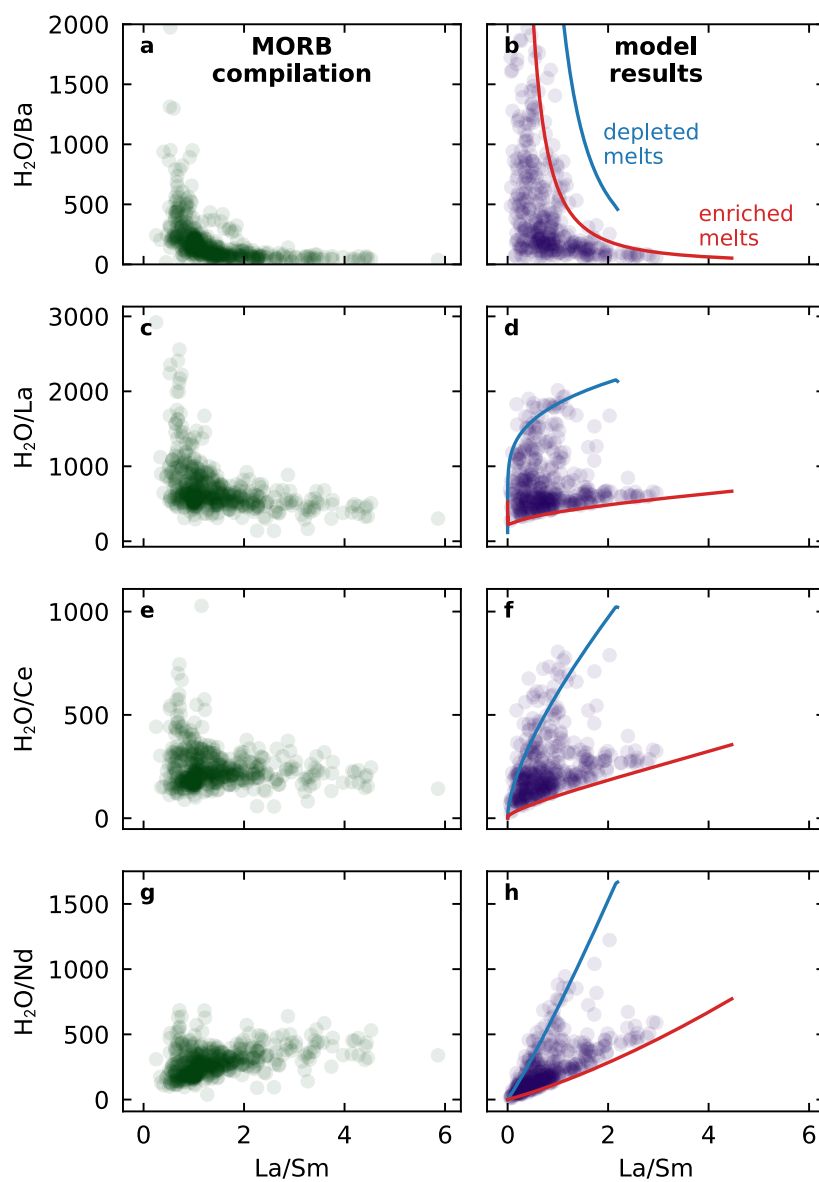 a
MORB
compilation
b
model
results
depleted
melts
enriched
melts
H₂O/Ba
2000
1500
1000
500
0
c
d
H₂O/La
3000
2000
1000
0
e
f
H₂O/Ce
1000
500
0
g
h
H₂O/Nd
1500
1000
500
0
0 2 4 6
0 2 4 6
La/Sm
La/Sm